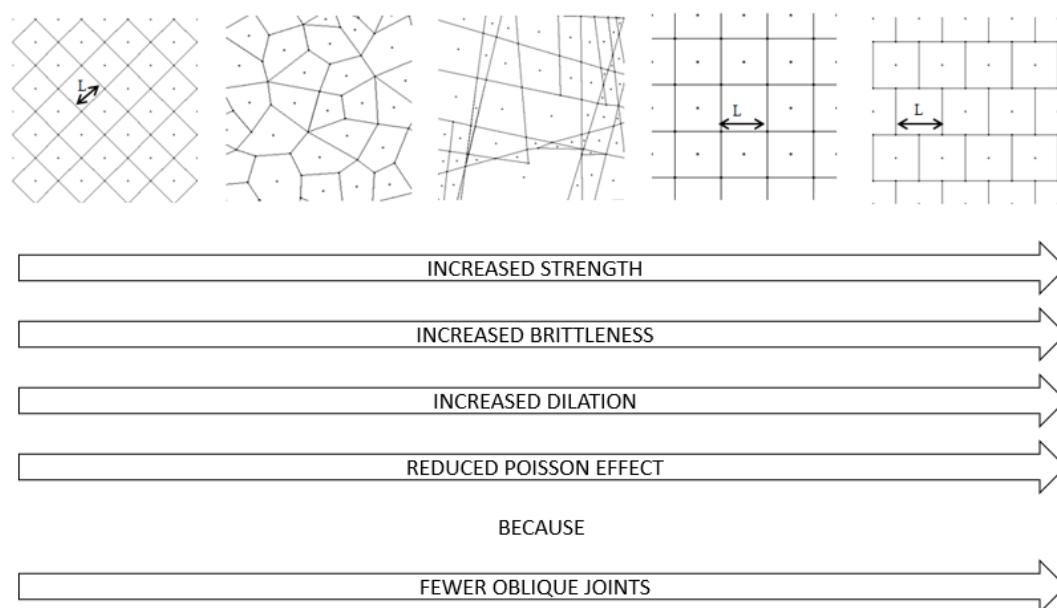 L
L
L
INCREASED STRENGTH
INCREASED BRITTLENESS
INCREASED DILATION
REDUCED POISSON EFFECT
BECAUSE
FEWER OBLIQUE JOINTS